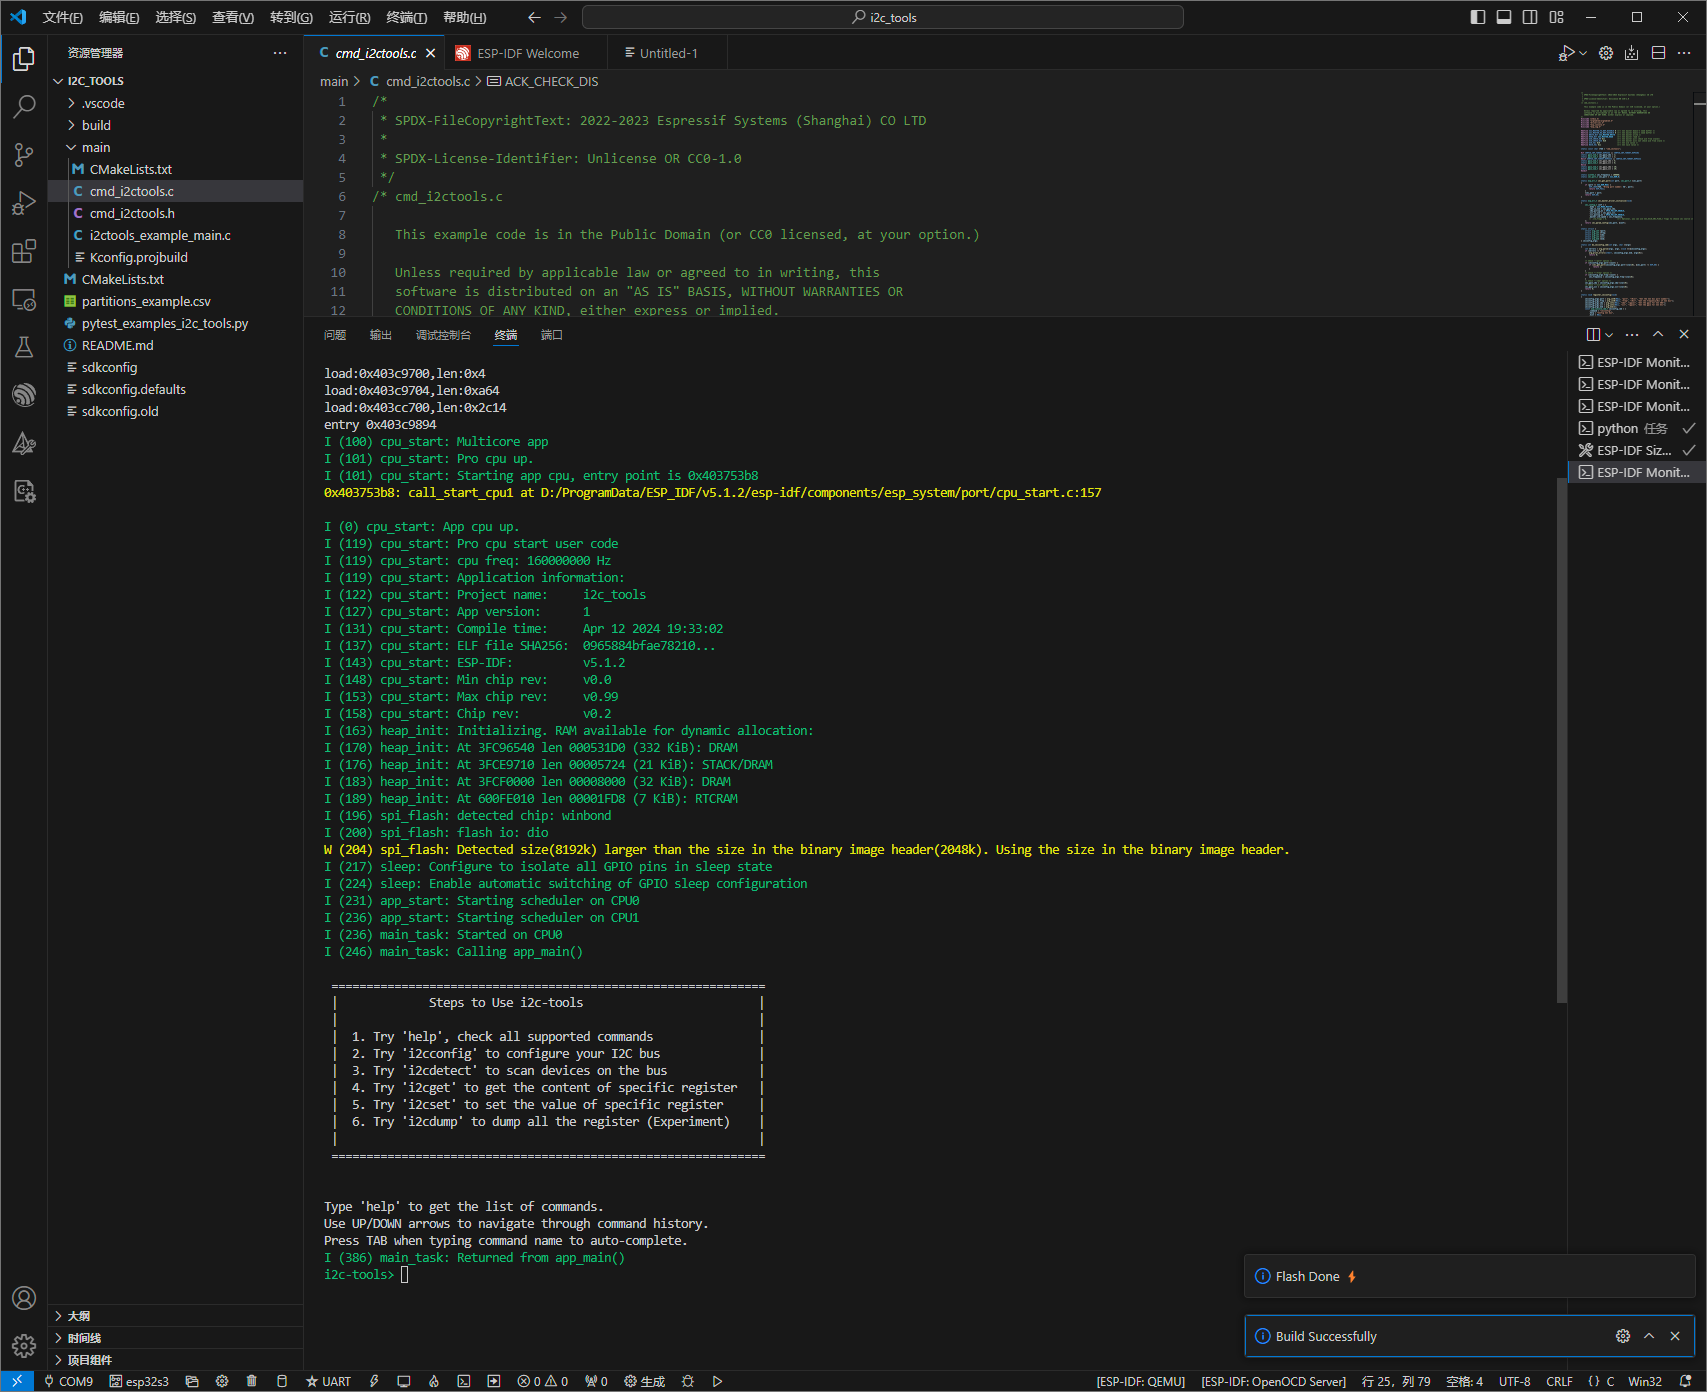 文件(F) 编辑(E) 选择(S) 查看(V) 转到(G) 运行(R) 终端(T) 帮助(H) i2c_tools
资源管理器
I2C_TOOLS
.vscode
build
main
CMakeLists.txt
cmd_i2ctools.c
cmd_i2ctools.h
i2ctools_example_main.c
Kconfig.projbuild
CMakeLists.txt
partitions_example.csv
pytest_examples_i2c_tools.py
README.md
sdkconfig
sdkconfig.defaults
sdkconfig.old
大纲
时间线
项目组件
C cmd_i2ctools.c ESP-IDF Welcome Untitled-1
main > C cmd_i2ctools.c > ACK_CHECK_DIS
1 /*
2 * SPDX-FileCopyrightText: 2022-2023 Espressif Systems (Shanghai) CO LTD
3 *
4 * SPDX-License-Identifier: Unlicense OR CC0-1.0
5 */
6 /* cmd_i2ctools.c
7
8 This example code is in the Public Domain (or CC0 licensed, at your option.)
9
10 Unless required by applicable law or agreed to in writing, this
11 software is distributed on an "AS IS" BASIS, WITHOUT WARRANTIES OR
12 CONDITIONS OF ANY KIND, either express or implied.
问题 输出 调试控制台 终端 端口
load:0x403c9700,len:0x4
load:0x403c9704,len:0xa64
load:0x403cc700,len:0x2c14
entry 0x403c9894
I (100) cpu_start: Multicore app
I (101) cpu_start: Pro cpu up.
I (101) cpu_start: Starting app cpu, entry point is 0x403753b8
0x403753b8: call_start_cpu1 at D:/ProgramData/ESP_IDF/v5.1.2/esp-idf/components/esp_system/port/cpu_start.c:157
I (0) cpu_start: App cpu up.
I (119) cpu_start: Pro cpu start user code
I (119) cpu_start: cpu freq: 160000000 Hz
I (119) cpu_start: Application information:
I (122) cpu_start: Project name: i2c_tools
I (127) cpu_start: App version: 1
I (131) cpu_start: Compile time: Apr 12 2024 19:33:02
I (137) cpu_start: ELF file SHA256: 0965884bfae78210...
I (143) cpu_start: ESP-IDF: v5.1.2
I (148) cpu_start: Min chip rev: v0.0
I (153) cpu_start: Max chip rev: v0.99
I (158) cpu_start: Chip rev: v0.2
I (163) heap_init: Initializing. RAM available for dynamic allocation:
I (170) heap_init: At 3FC96540 len 000531D0 (332 KiB): DRAM
I (176) heap_init: At 3FCE9710 len 00005724 (21 KiB): STACK/DRAM
I (183) heap_init: At 3FCF0000 len 00008000 (32 KiB): DRAM
I (189) heap_init: At 600FE010 len 00001FD8 (7 KiB): RTCRAM
I (196) spi_flash: detected chip: winbond
I (200) spi_flash: flash io: dio
W (204) spi_flash: Detected size(8192k) larger than the size in the binary image header(2048k). Using the size in the binary image header.
I (217) sleep: Configure to isolate all GPIO pins in sleep state
I (224) sleep: Enable automatic switching of GPIO sleep configuration
I (231) app_start: Starting scheduler on CPU0
I (236) app_start: Starting scheduler on CPU1
I (236) main_task: Started on CPU0
I (246) main_task: Calling app_main()
==============================================================
| Steps to Use i2c-tools |
| |
| 1. Try 'help', check all supported commands |
| 2. Try 'i2cconfig' to configure your I2C bus |
| 3. Try 'i2cdetect' to scan devices on the bus |
| 4. Try 'i2cget' to get the content of specific register |
| 5. Try 'i2cset' to set the value of specific register |
| 6. Try 'i2cdump' to dump all the register (Experiment) |
| |
==============================================================
Type 'help' to get the list of commands.
Use UP/DOWN arrows to navigate through command history.
Press TAB when typing command name to auto-complete.
I (386) main_task: Returned from app_main()
i2c-tools>
ESP-IDF Monit...
ESP-IDF Monit...
ESP-IDF Monit...
python 任务
ESP-IDF Siz...
ESP-IDF Monit...
Flash Done
Build Successfully
COM9 esp32s3 UART 0 0 0 生成 [ESP-IDF: QEMU] [ESP-IDF: OpenOCD Server] 行 25，列 79 空格: 4 UTF-8 CRLF {} C Win32